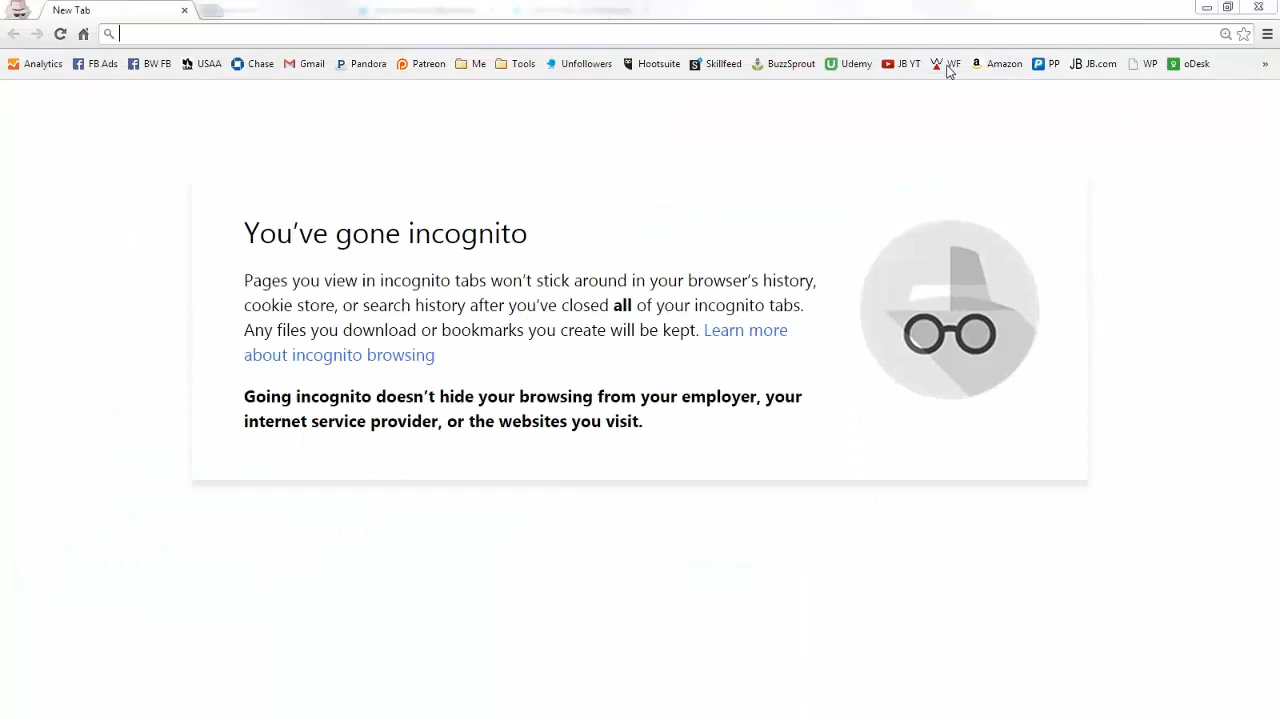 New Tab
Analytics FB Ads BW FB USAA Chase Gmail Pandora Patreon Me Tools Unfollowers Hootsuite Skillfeed BuzzSprout Udemy JB YT WF Amazon PP JB JB.com WP oDesk »
You've gone incognito
Pages you view in incognito tabs won't stick around in your browser's history,
cookie store, or search history after you've closed all of your incognito tabs.
Any files you download or bookmarks you create will be kept. Learn more
about incognito browsing
Going incognito doesn't hide your browsing from your employer, your
internet service provider, or the websites you visit.